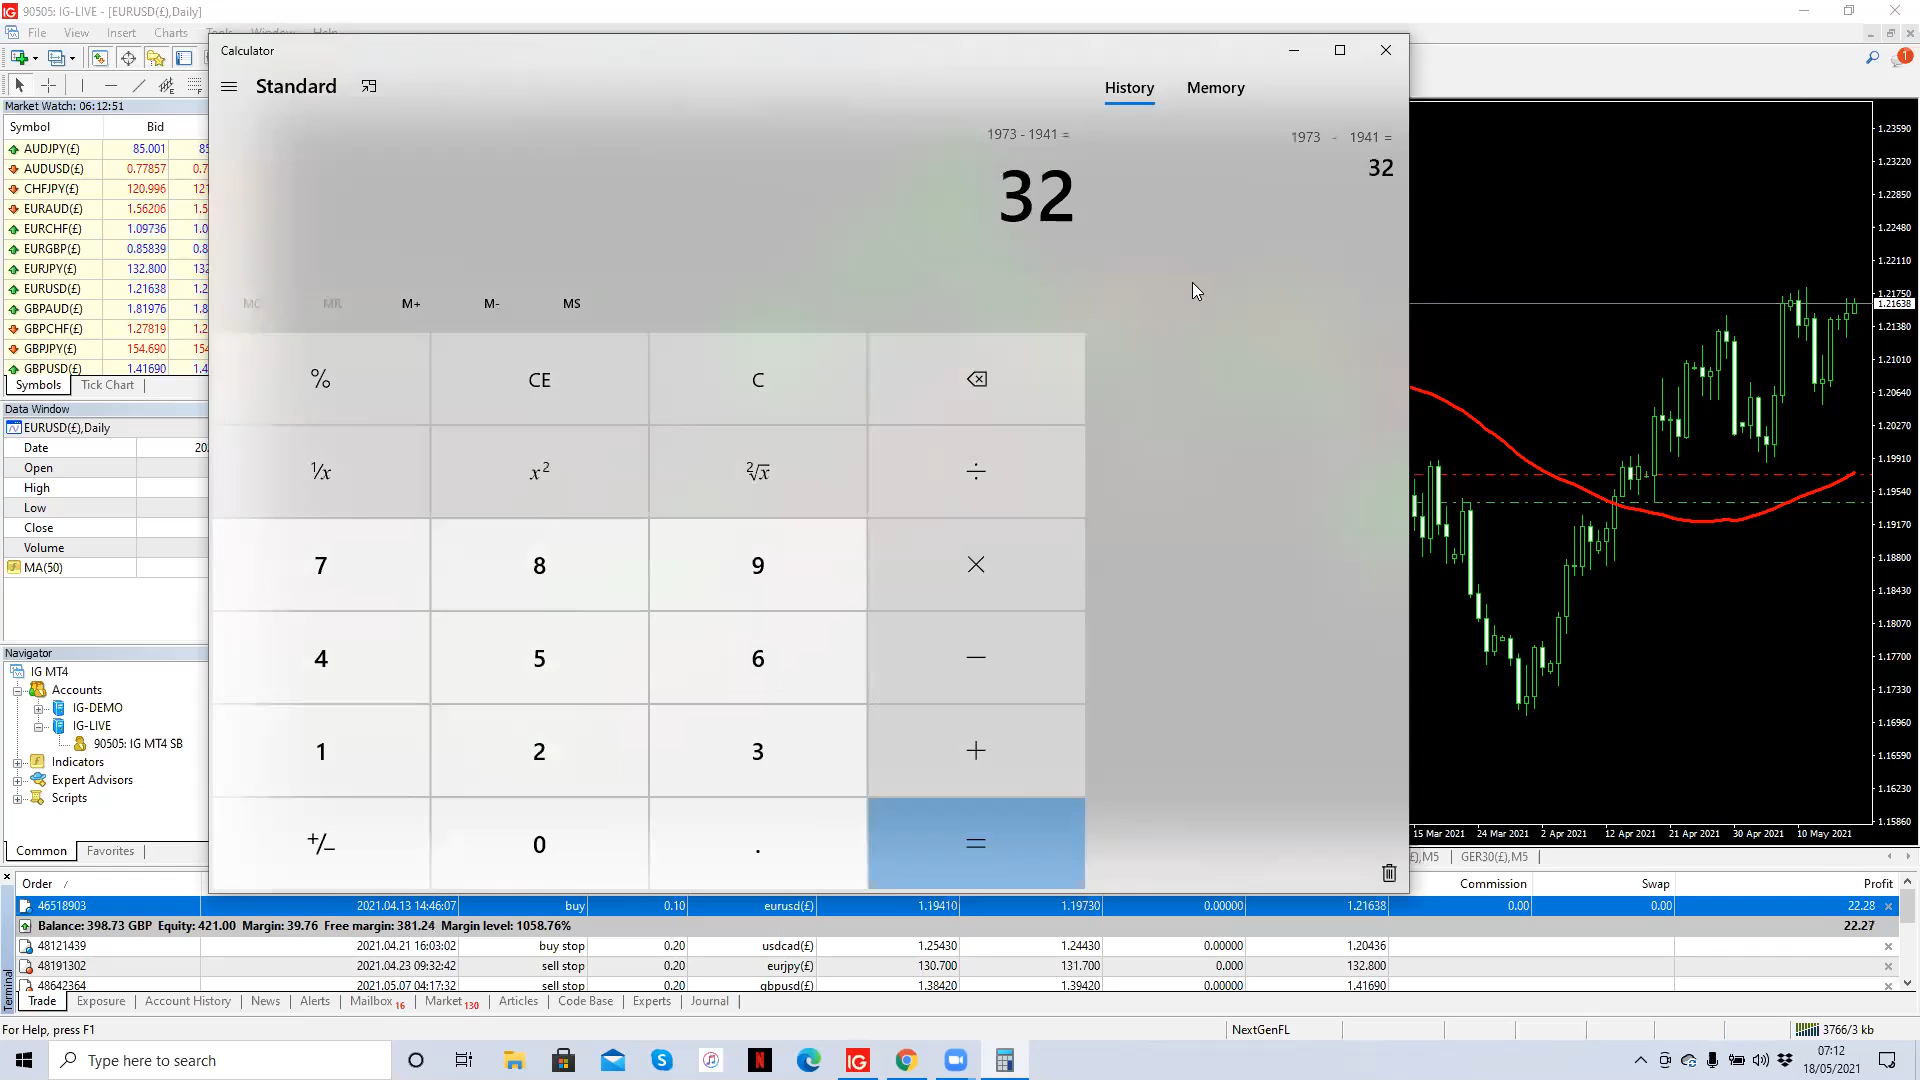 90505: IG-LIVE - [EURUSD(£),Daily]
File View Insert Charts Tools Window Help
Calculator
Standard
History Memory
Market Watch: 06:12:51
Symbol Bid
AUDJPY(£) 85.001
AUDUSD(£) 0.77857
CHFJPY(£) 120.996
EURAUD(£) 1.56206
EURCHF(£) 1.09736
EURGBP(£) 0.85839
EURJPY(£) 132.800
EURUSD(£) 1.21638
GBPAUD(£) 1.81976
GBPCHF(£) 1.27819
GBPJPY(£) 154.690
GBPUSD(£) 1.41690
Symbols Tick Chart
1973 - 1941 =
32
1973 - 1941 =
32
MC MR M+ M- MS
% CE C
1/x x2 2√x ÷
7 8 9 ×
4 5 6 −
1 2 3 +
+/− 0 . =
Data Window
EURUSD(£),Daily
Date 20
Open
High
Low
Close
Volume
MA(50)
Navigator
IG MT4
Accounts
IG-DEMO
IG-LIVE
90505: IG MT4 SB
Indicators
Expert Advisors
Scripts
Common Favorites
1.23590
1.23220
1.22850
1.22480
1.22110
1.21750
1.21638
1.21380
1.21010
1.20640
1.20270
1.19910
1.19540
1.19170
1.18800
1.18430
1.18070
1.17700
1.17330
1.16960
1.16590
1.16230
1.15860
15 Mar 2021 24 Mar 2021 2 Apr 2021 12 Apr 2021 21 Apr 2021 30 Apr 2021 10 May 2021
(£),M5 GER30(£),M5
Order / Commission Swap Profit
46518903 2021.04.13 14:46:07 buy 0.10 eurusd(£) 1.19410 1.19730 0.00000 1.21638 0.00 0.00 22.28
Balance: 398.73 GBP Equity: 421.00 Margin: 39.76 Free margin: 381.24 Margin level: 1058.76% 22.27
48121439 2021.04.21 16:03:02 buy stop 0.20 usdcad(£) 1.25430 1.24430 0.00000 1.20436
48191302 2021.04.23 09:32:42 sell stop 0.20 eurjpy(£) 130.700 131.700 0.000 132.800
48642364 2021.05.07 04:17:32 sell stop 0.20 gbpusd(£) 1.38420 1.39420 0.00000 1.41690
Terminal
Trade Exposure Account History News Alerts Mailbox 16 Market 130 Articles Code Base Experts Journal
For Help, press F1 NextGenFL 3766/3 kb
Type here to search
IG
07:12
18/05/2021